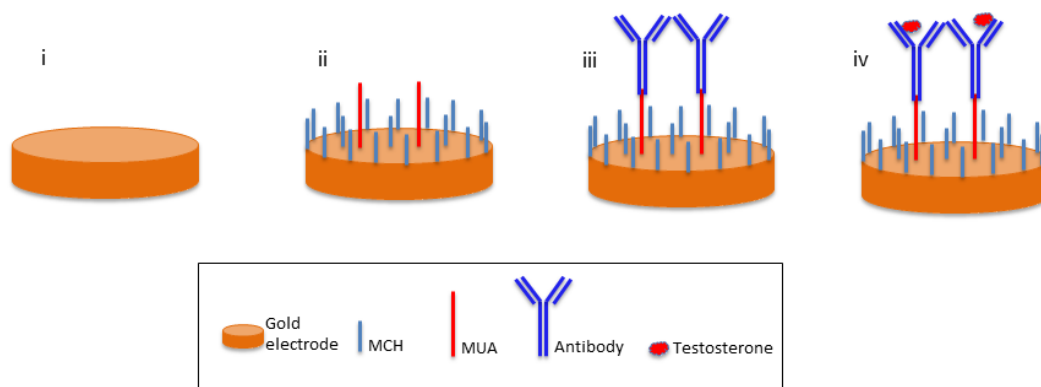 i
ii
iii
iv
Gold
electrode
MCH
MUA
Antibody
Testosterone